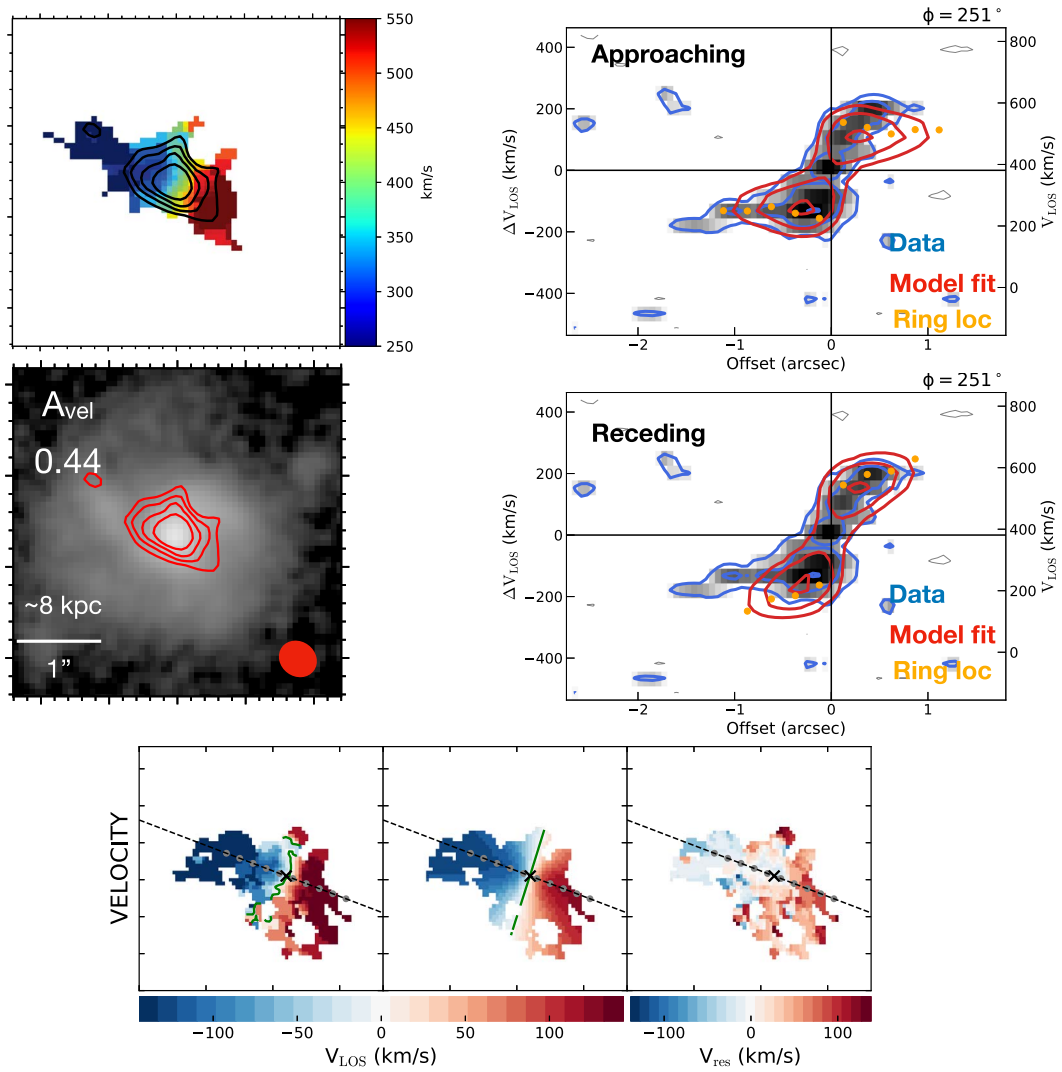 550
500
450
400
350
300
250
km/s
ϕ = 251°
Approaching
400
200
0
−200
−400
ΔV_LOS (km/s)
800
600
400
200
0
V_LOS (km/s)
Data
Model fit
Ring loc
−2
−1
0
1
Offset (arcsec)
A_vel
0.44
~8 kpc
1”
ϕ = 251°
Receding
400
200
0
−200
−400
ΔV_LOS (km/s)
800
600
400
200
0
V_LOS (km/s)
Data
Model fit
Ring loc
−2
−1
0
1
Offset (arcsec)
VELOCITY
−100
−50
0
50
100
V_LOS (km/s)
−100
0
100
V_res (km/s)